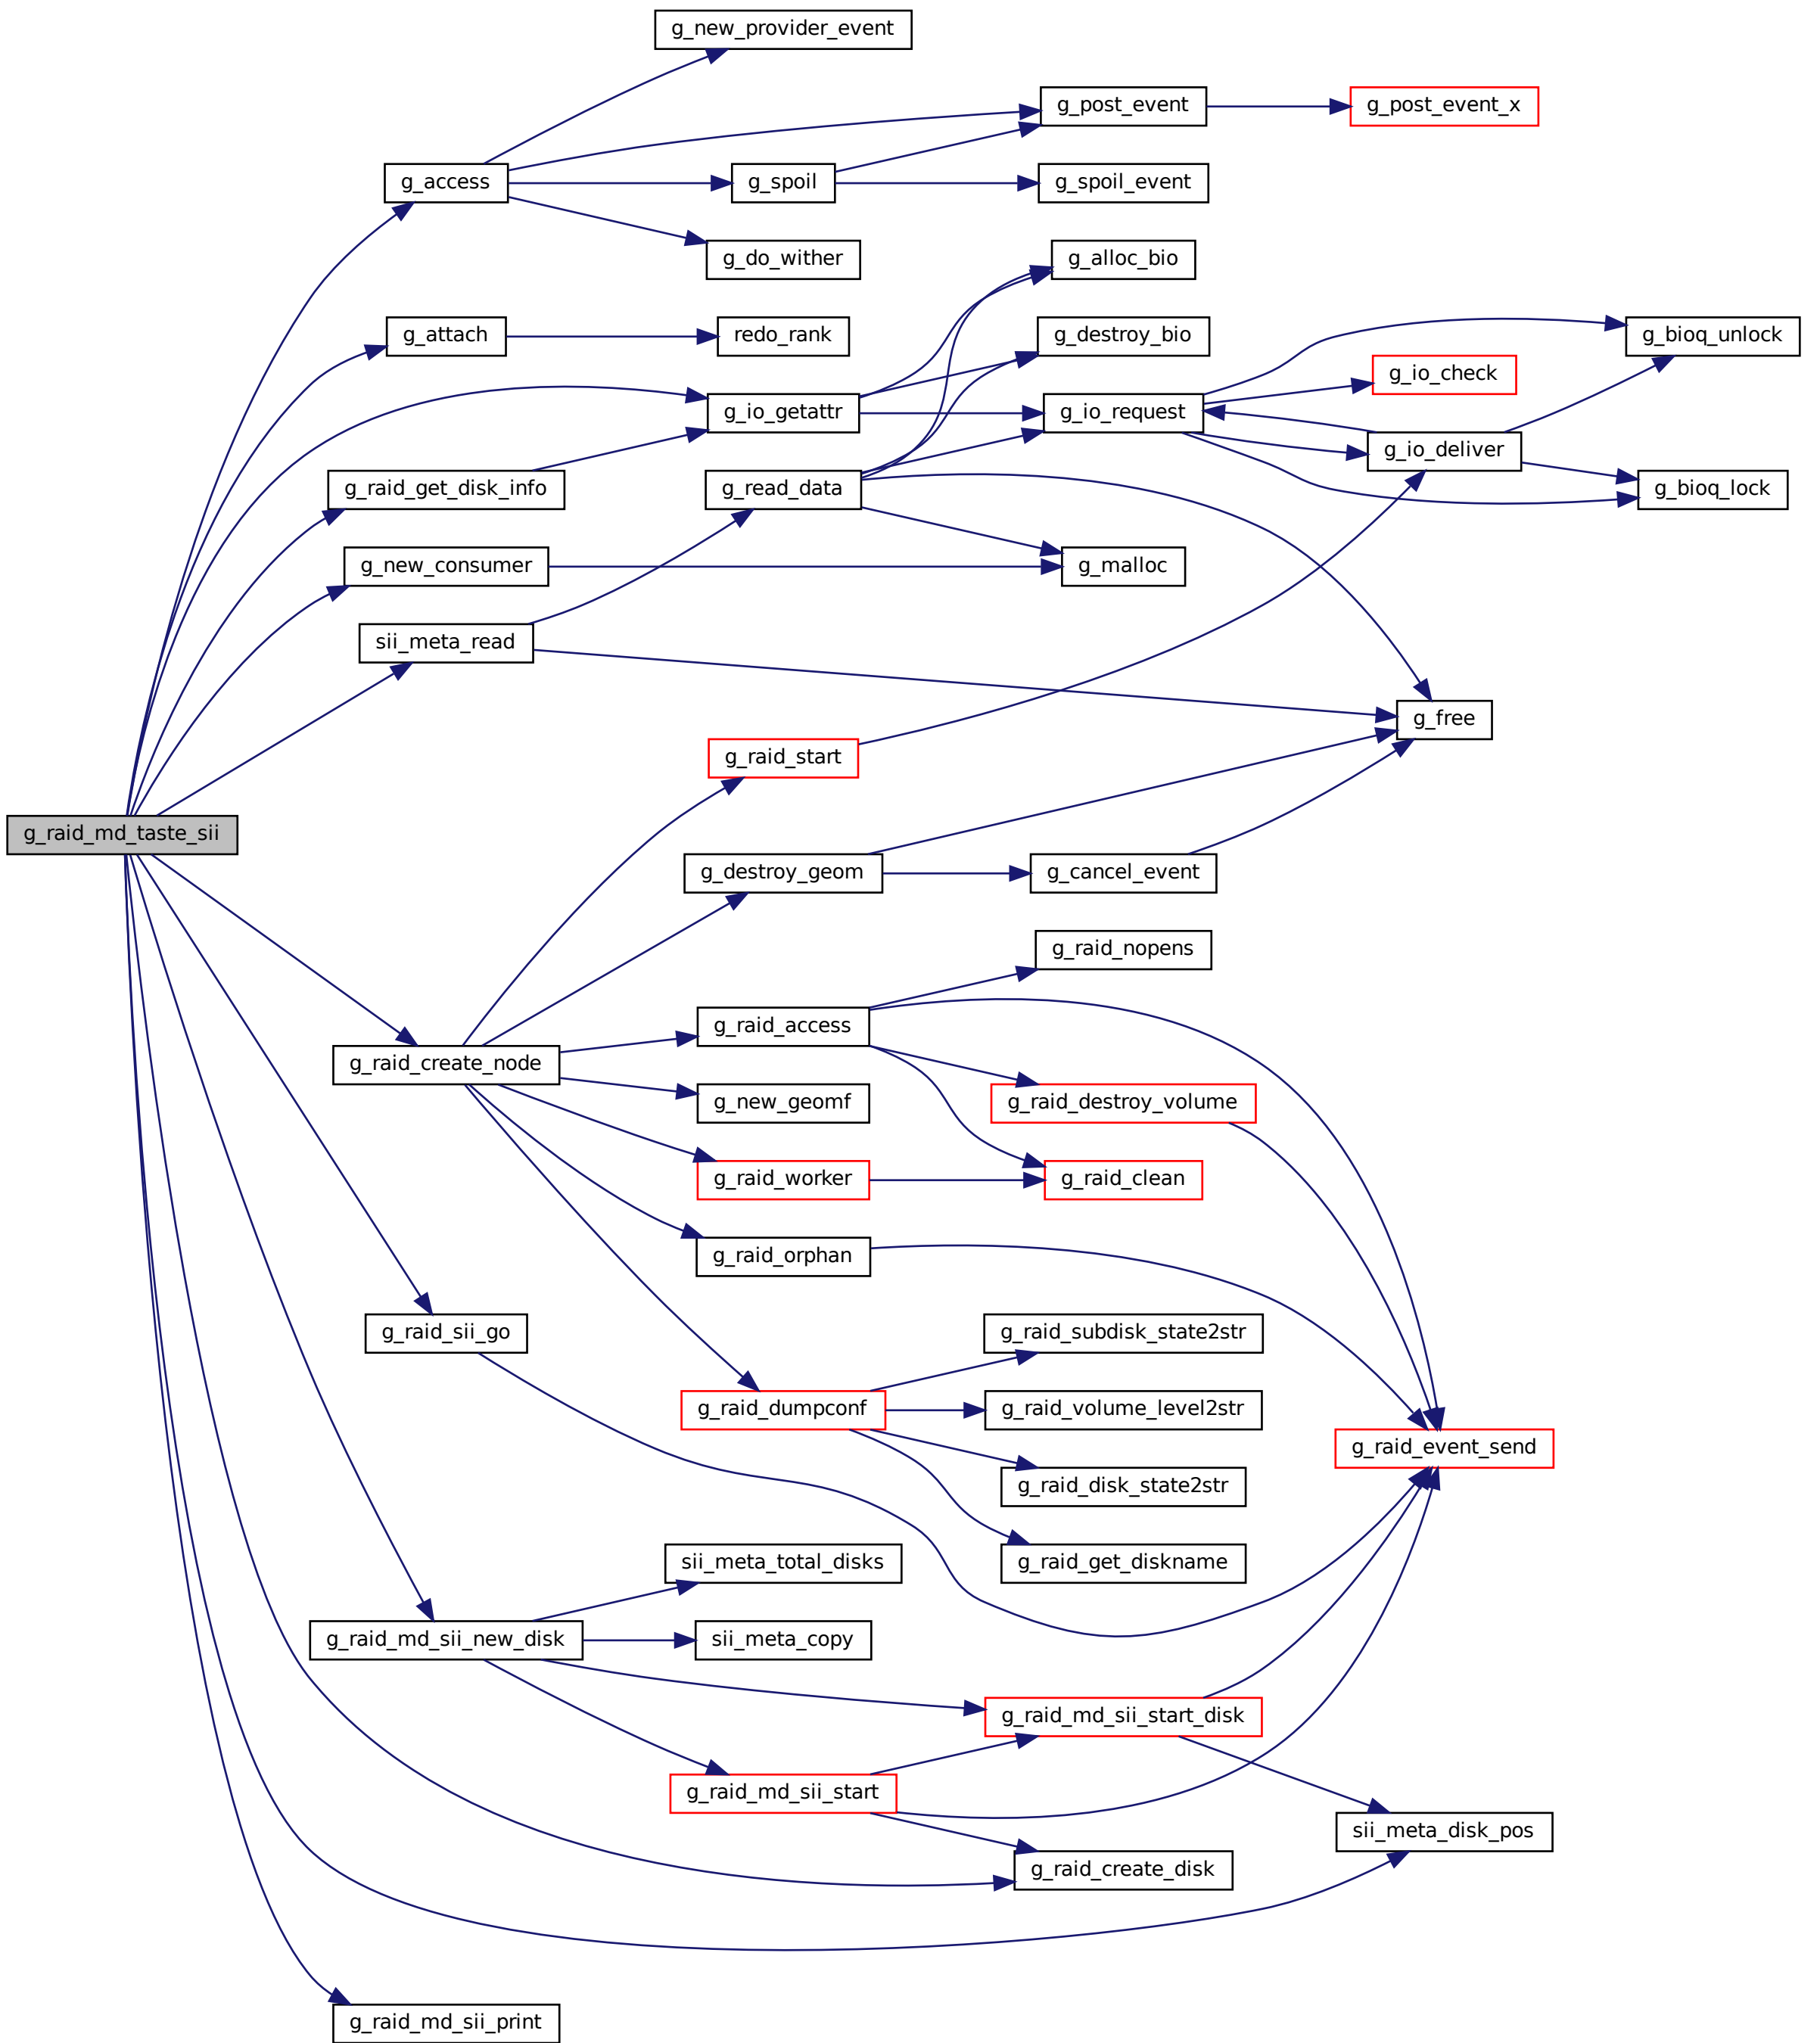 g_new_provider_event
g_post_event
g_post_event_x
g_access
g_spoil
g_spoil_event
g_do_wither
g_alloc_bio
g_attach
redo_rank
g_destroy_bio
g_bioq_unlock
g_io_check
g_io_getattr
g_io_request
g_io_deliver
g_raid_get_disk_info
g_read_data
g_bioq_lock
g_new_consumer
g_malloc
sii_meta_read
g_free
g_raid_start
g_raid_md_taste_sii
g_destroy_geom
g_cancel_event
g_raid_nopens
g_raid_access
g_raid_create_node
g_new_geomf
g_raid_destroy_volume
g_raid_worker
g_raid_clean
g_raid_orphan
g_raid_sii_go
g_raid_subdisk_state2str
g_raid_dumpconf
g_raid_volume_level2str
g_raid_event_send
g_raid_disk_state2str
sii_meta_total_disks
g_raid_get_diskname
g_raid_md_sii_new_disk
sii_meta_copy
g_raid_md_sii_start_disk
g_raid_md_sii_start
sii_meta_disk_pos
g_raid_create_disk
g_raid_md_sii_print